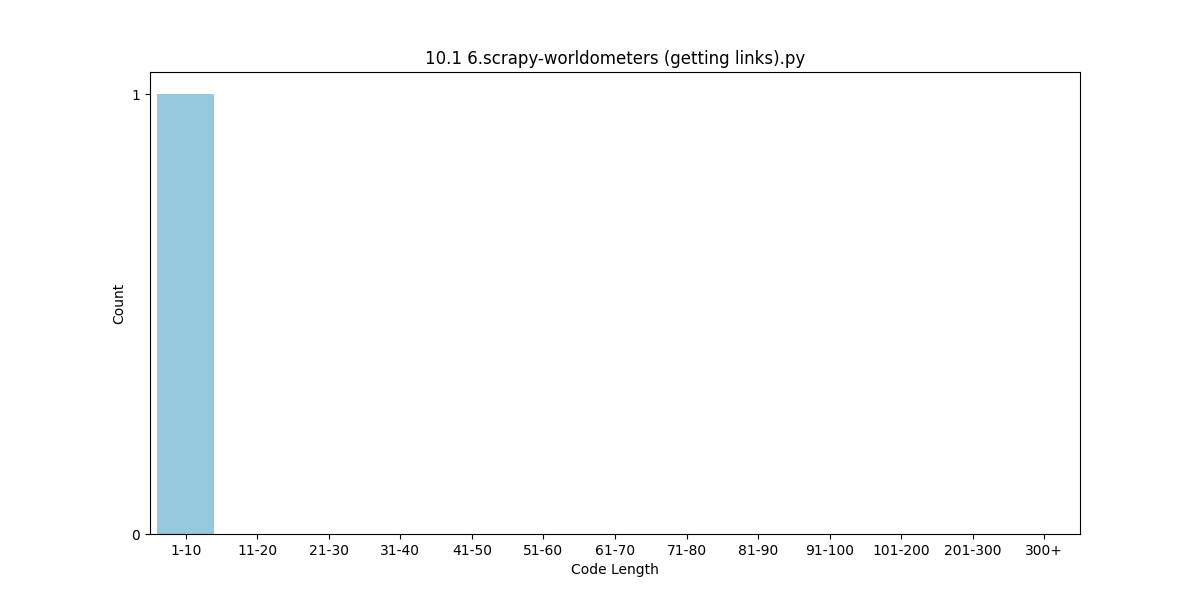 10.1 6.scrapy-worldometers (getting links).py
1
Count
0
1-10 11-20 21-30 31-40 41-50 51-60 61-70 71-80 81-90 91-100 101-200 201-300 300+
Code Length